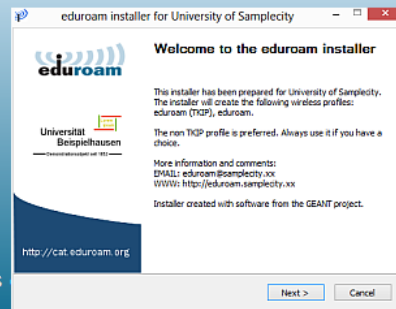 eduroam installer for University of Samplecity
eduroam
Welcome to the eduroam installer
This installer has been prepared for University of Samplecity.
The installer will create the following wireless profiles:
eduroam (TKIP), eduroam.
The non TKIP profile is preferred. Always use it if you have a
choice.
More information and comments:
EMAIL: eduroam@samplecity.xx
WWW: http://eduroam.samplecity.xx
Installer created with software from the GEANT project.
Universität
Beispielhausen
http://cat.eduroam.org
Next >
Cancel